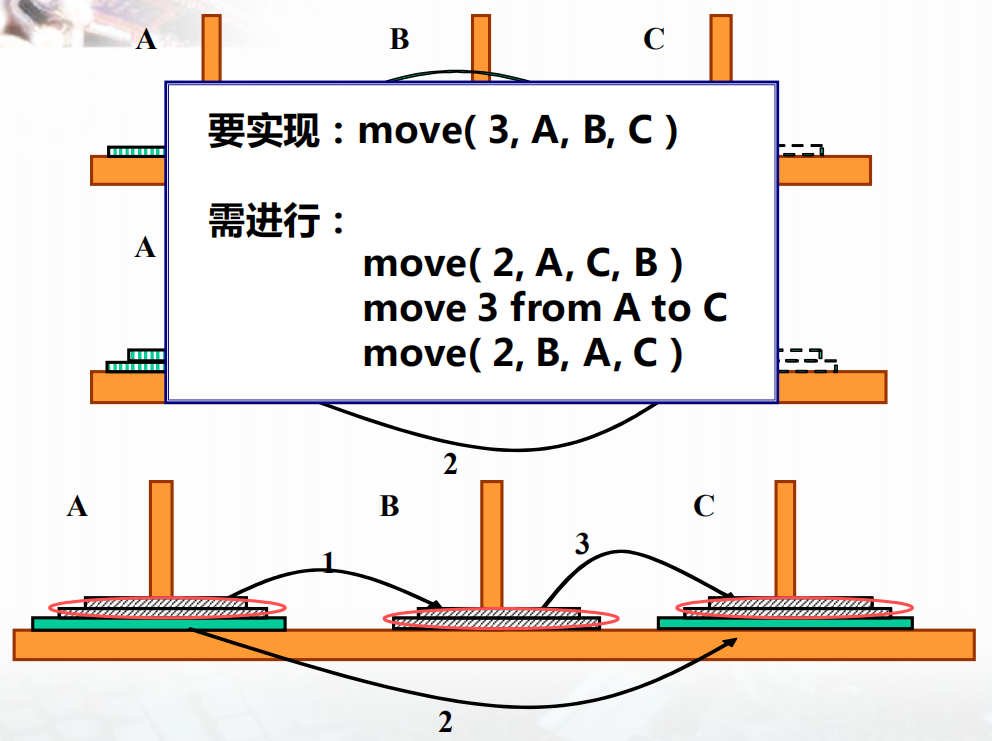 A B C
要实现：move( 3, A, B, C )
需进行：
A
move( 2, A, C, B )
move 3 from A to C
move( 2, B, A, C )
2
A B C
1 3
2